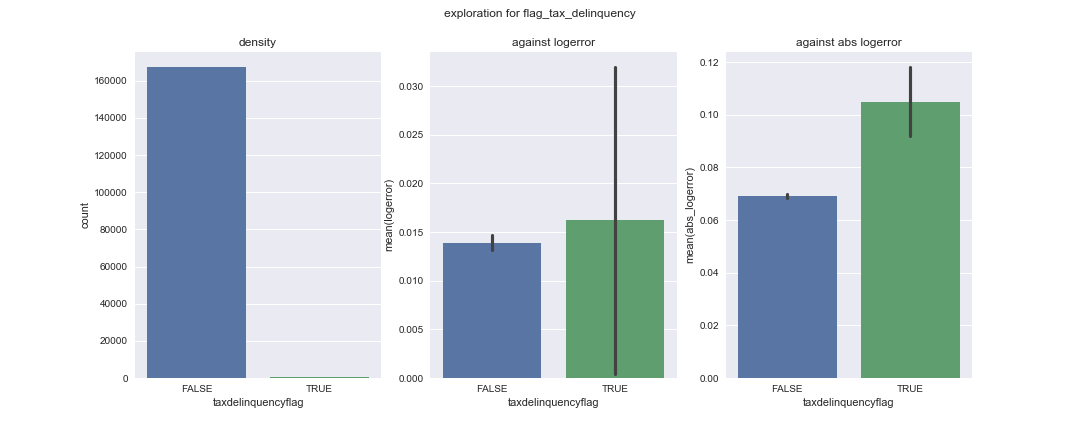 exploration for flag_tax_delinquency
density
160000
140000
120000
100000
80000
60000
40000
20000
0
count
FALSE
TRUE
taxdelinquencyflag
against logerror
0.030
0.025
0.020
0.015
0.010
0.005
0.000
mean(logerror)
FALSE
TRUE
taxdelinquencyflag
against abs logerror
0.12
0.10
0.08
0.06
0.04
0.02
0.00
mean(abs_logerror)
FALSE
TRUE
taxdelinquencyflag